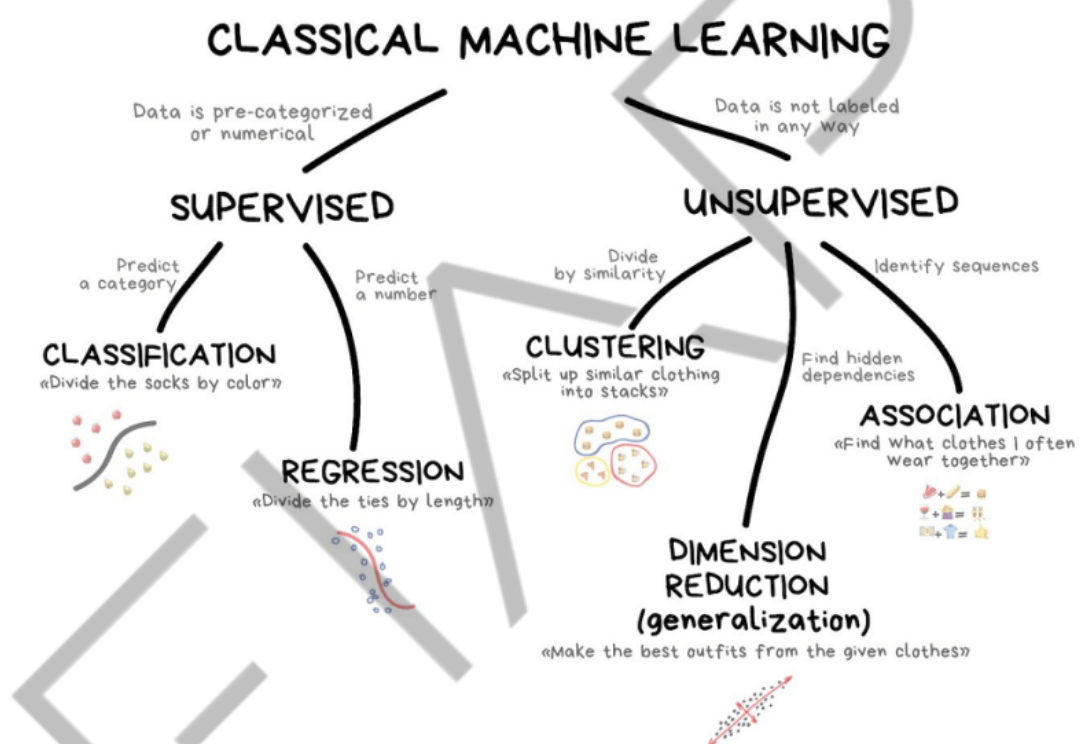 CLASSICAL MACHINE LEARNING
Data is pre-categorized
or numerical
Data is not labeled
in any way
SUPERVISED
UNSUPERVISED
Predict
a category
Predict
a number
Divide
by similarity
Identify sequences
CLASSIFICATION
«Divide the socks by color»
CLUSTERING
«Split up similar clothing
into stacks»
Find hidden
dependencies
ASSOCIATION
«Find what clothes I often
wear together»
REGRESSION
«Divide the ties by length»
DIMENSION
REDUCTION
(generalization)
«Make the best outfits from the given clothes»